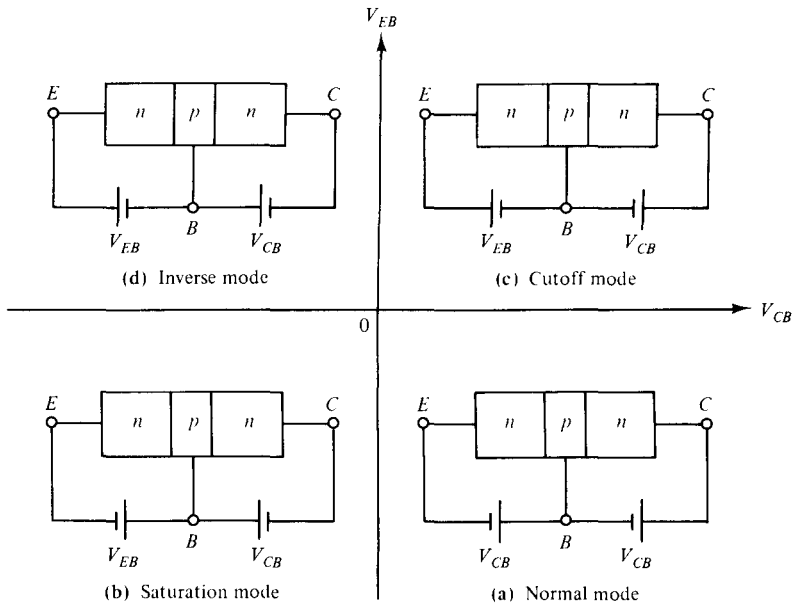 V_EB
E C
n p n
B
V_EB V_CB
(d) Inverse mode
E C
n p n
B
V_EB V_CB
(c) Cutoff mode
0
V_CB
E C
n p n
B
V_EB V_CB
(b) Saturation mode
E C
n p n
B
V_CB V_CB
(a) Normal mode